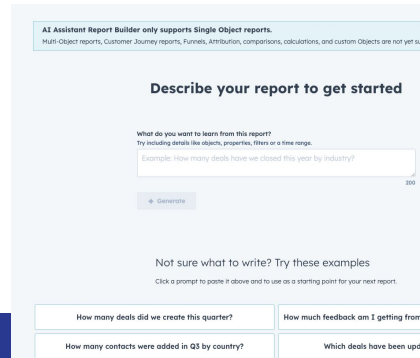 AI Assistant Report Builder only supports Single Object reports.
Multi-Object reports, Customer Journey reports, Funnels, Attribution, comparisons, calculations, and custom Objects are not yet su
Describe your report to get started
What do you want to learn from this report?
Try including details like objects, properties, filters or a time range.
Example: How many deals have we closed this year by industry?
200
Generate
Not sure what to write? Try these examples
Click a prompt to paste it above and to use as a starting point for your next report.
How many deals did we create this quarter?
How much feedback am I getting from
How many contacts were added in Q3 by country?
Which deals have been upd